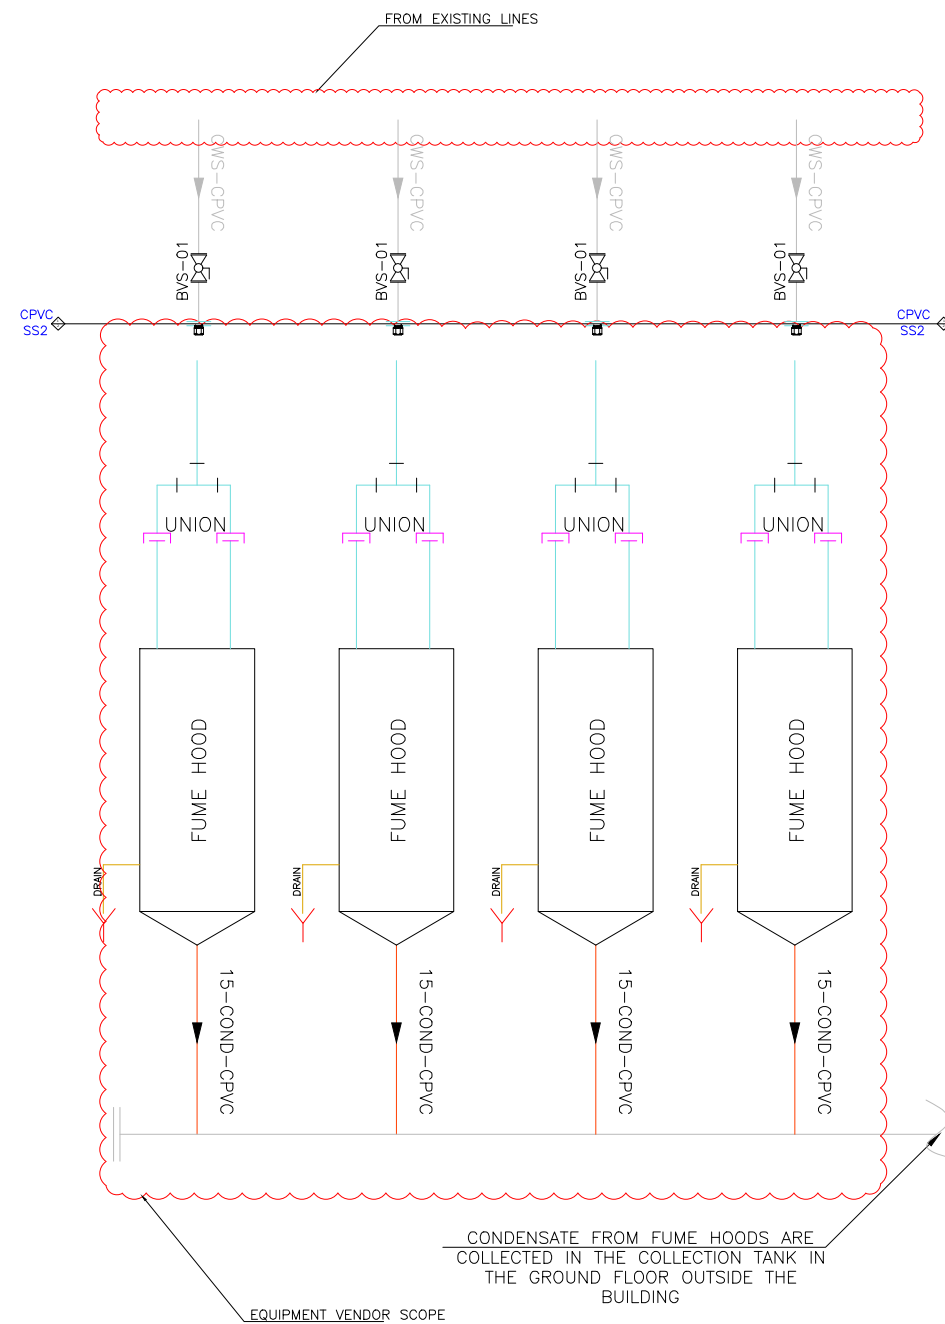 FROM EXISTING LINES
CWS-CPVC
CWS-CPVC
CWS-CPVC
CWS-CPVC
BVS-01
BVS-01
BVS-01
BVS-01
CPVC
SS2
CPVC
SS2
UNION
UNION
UNION
UNION
FUME HOOD
FUME HOOD
FUME HOOD
FUME HOOD
DRAIN
DRAIN
DRAIN
DRAIN
15-COND-CPVC
15-COND-CPVC
15-COND-CPVC
15-COND-CPVC
CONDENSATE FROM FUME HOODS ARE
COLLECTED IN THE COLLECTION TANK IN
THE GROUND FLOOR OUTSIDE THE
BUILDING
EQUIPMENT VENDOR SCOPE